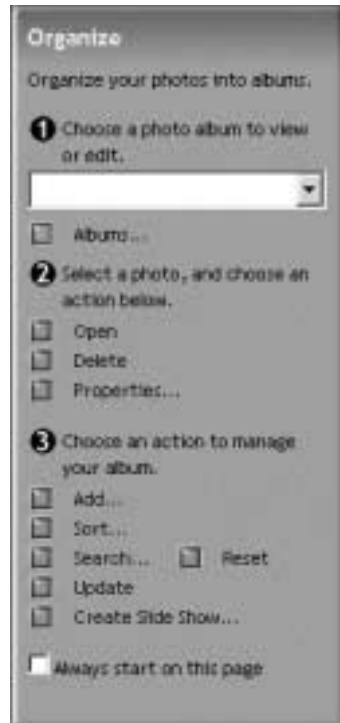 Organize
Organize your photos into albums.
1 Choose a photo album to view
or edit.
Albums...
2 Select a photo, and choose an
action below.
Open
Delete
Properties...
3 Choose an action to manage
your album.
Add...
Sort...
Search... Reset
Update
Create Slide Show...
Always start on this page